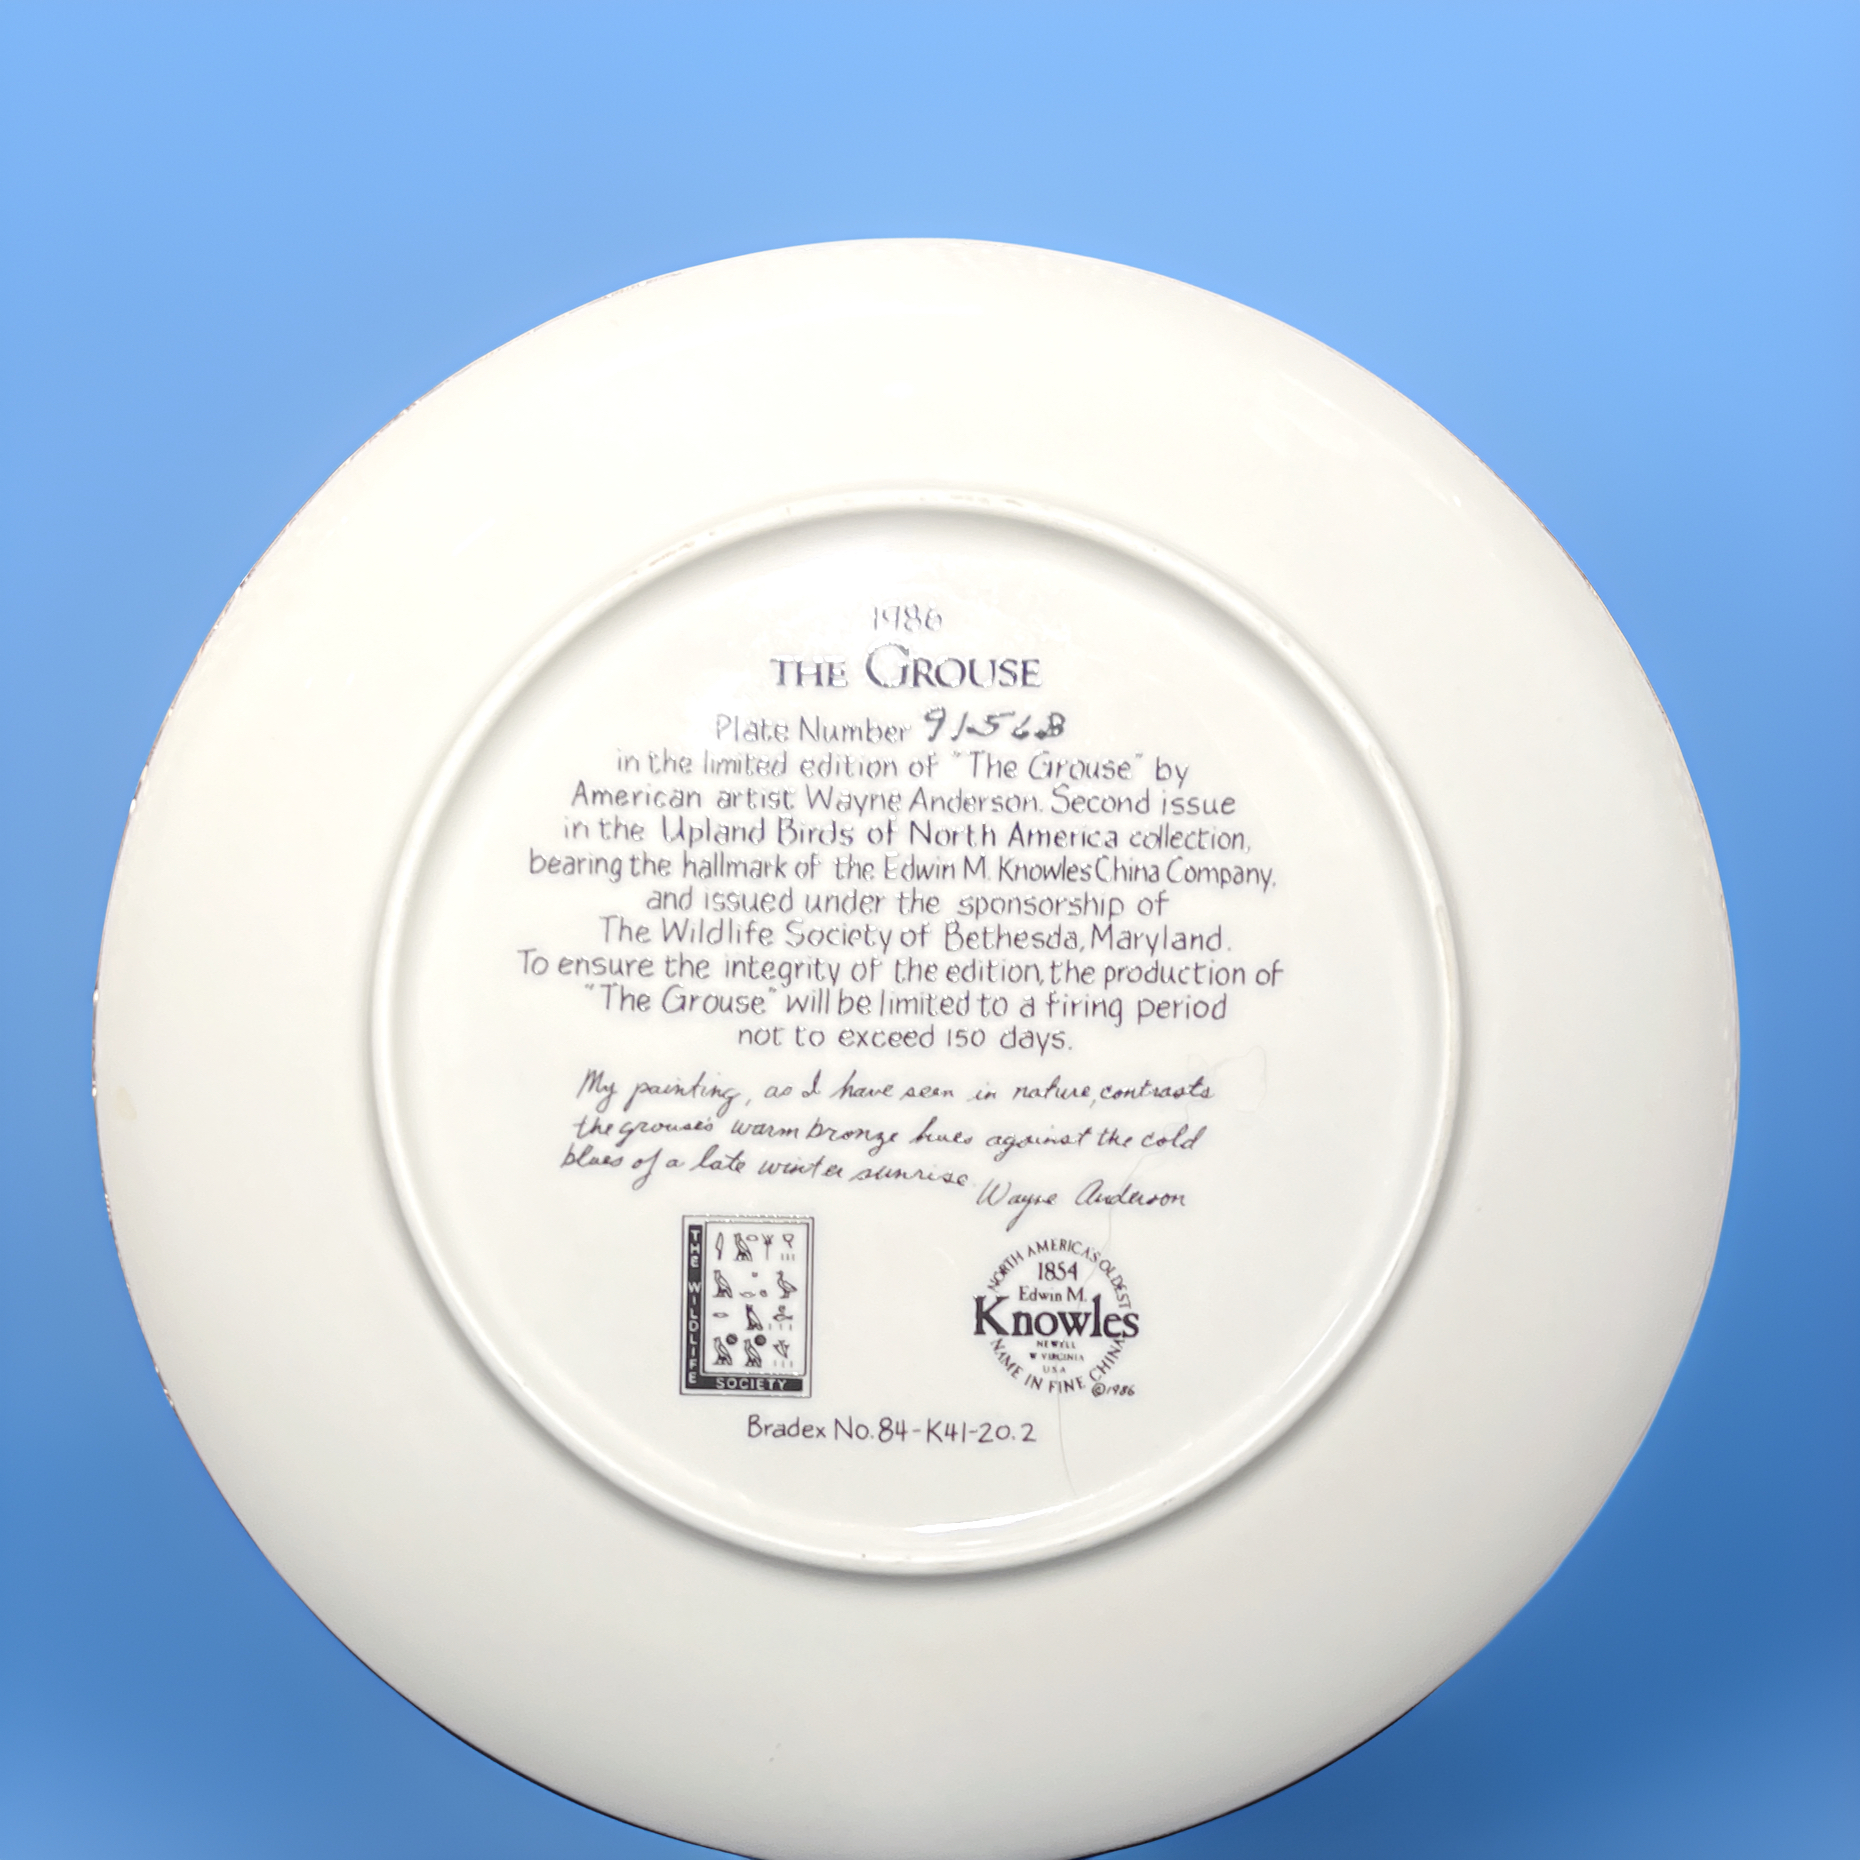 1986
THE GROUSE
Plate Number 9156B
in the limited edition of "The Grouse" by
American artist Wayne Anderson. Second issue
in the Upland Birds of North America collection,
bearing the hallmark of the Edwin M. Knowles China Company,
and issued under the sponsorship of
The Wildlife Society of Bethesda, Maryland.
To ensure the integrity of the edition, the production of
"The Grouse" will be limited to a firing period
not to exceed 150 days.
My painting, as I have seen in nature, contrasts
the grouse's warm bronze hues against the cold
blues of a late winter sunrise.
Wayne Anderson
THE WILDLIFE
SOCIETY
NORTH AMERICA'S OLDEST
1854
Edwin M.
Knowles
NEWELL
W VIRGINIA
USA
NAME IN FINE CHINA
©1986
Bradex No. 84-K41-20.2